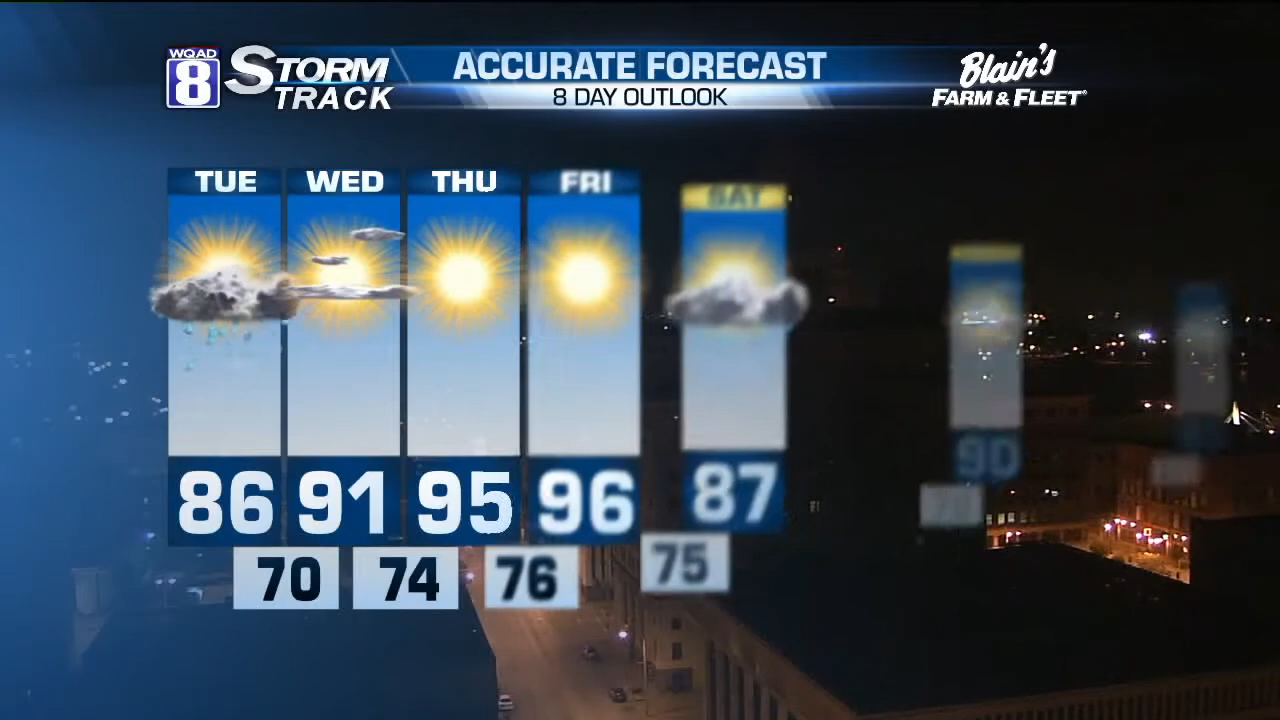 WQAD
8
STORM
TRACK
ACCURATE FORECAST
8 DAY OUTLOOK
Blain's
FARM & FLEET®
TUE WED THU FRI SAT
86 91 95 96 87 90
70 74 76 75